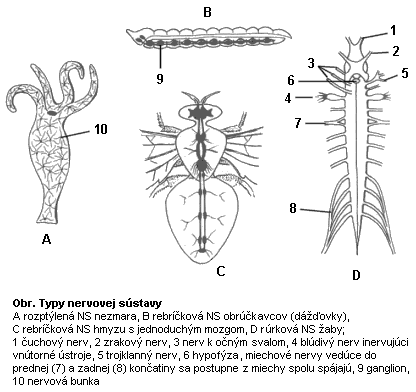 B
1
2
3
6
5
4
9
7
10
8
A
C
D
Obr. Typy nervovej sústavy
A rozptýlená NS nezmara, B rebríčková NS obrúčkavcov (dážďovky),
C rebríčková NS hmyzu s jednoduchým mozgom, D rúrková NS žaby;
1 čuchový nerv, 2 zrakový nerv, 3 nerv k očným svalom, 4 blúdivý nerv inervujúci
vnútorné ústroje, 5 trojklanný nerv, 6 hypofýza, miechové nervy vedúce do
prednej (7) a zadnej (8) končatiny sa postupne z miechy spolu spájajú, 9 ganglion,
10 nervová bunka